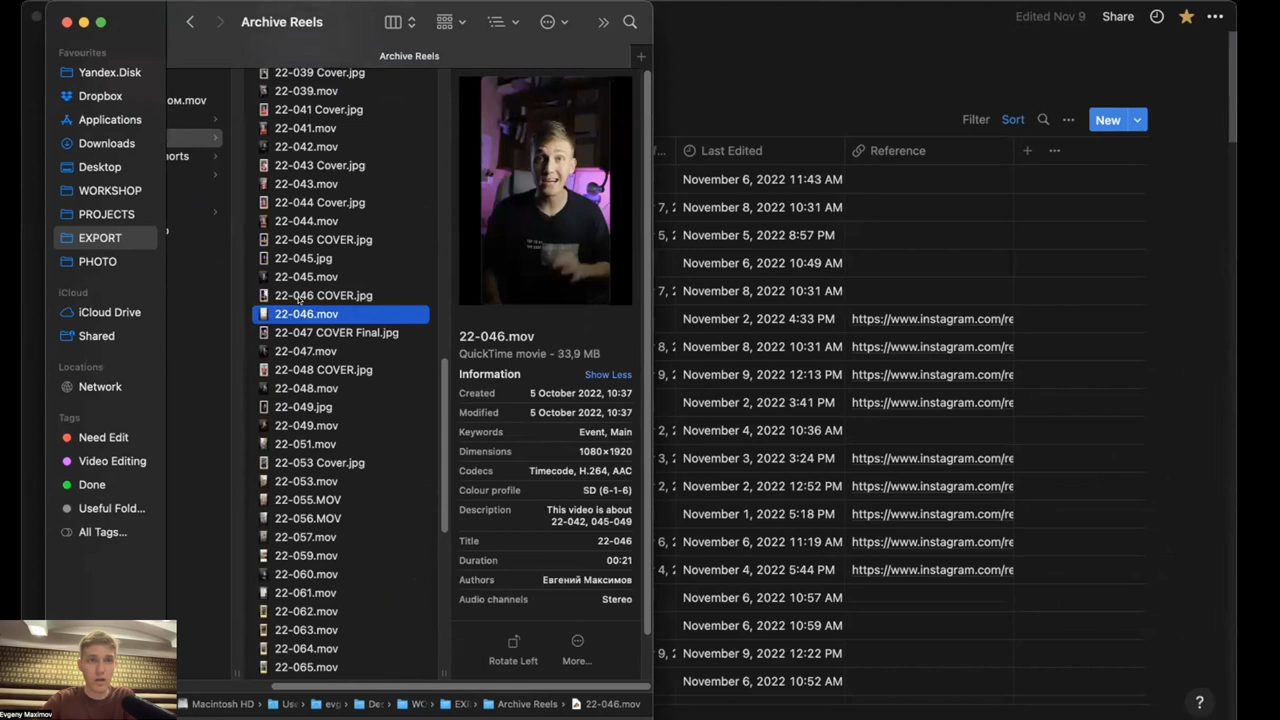 Archive Reels
Edited Nov 9
Share
Archive Reels
Favourites
Yandex.Disk
Dropbox
Applications
Downloads
Desktop
WORKSHOP
PROJECTS
EXPORT
PHOTO
iCloud
iCloud Drive
Shared
Locations
Network
Tags
Need Edit
Video Editing
Done
Useful Fold...
All Tags...
ом.mov
orts
22-039 Cover.jpg
22-039.mov
22-041 Cover.jpg
22-041.mov
22-042.mov
22-043 Cover.jpg
22-043.mov
22-044 Cover.jpg
22-044.mov
22-045 COVER.jpg
22-045.jpg
22-045.mov
22-046 COVER.jpg
22-046.mov
22-047 COVER Final.jpg
22-047.mov
22-048 COVER.jpg
22-048.mov
22-049.jpg
22-049.mov
22-051.mov
22-053 Cover.jpg
22-053.mov
22-055.MOV
22-056.MOV
22-057.mov
22-059.mov
22-060.mov
22-061.mov
22-062.mov
22-063.mov
22-064.mov
22-065.mov
22-046.mov
QuickTime movie - 33,9 MB
Information Show Less
Created 5 October 2022, 10:37
Modified 5 October 2022, 10:37
Keywords Event, Main
Dimensions 1080×1920
Codecs Timecode, H.264, AAC
Colour profile SD (6-1-6)
Description This video is about
22-042, 045-049
Title 22-046
Duration 00:21
Authors Евгений Максимов
Audio channels Stereo
Rotate Left More...
Macintosh HD Use evg De WO EXP Archive Reels 22-046.mov
Filter Sort New
f... Last Edited Reference
November 6, 2022 11:43 AM
7, November 8, 2022 10:31 AM
5, November 5, 2022 8:57 PM
November 6, 2022 10:49 AM
7, November 8, 2022 10:31 AM
2, November 2, 2022 4:33 PM https://www.instagram.com/re
8, November 8, 2022 10:31 AM https://www.instagram.com/re
9, November 9, 2022 12:13 PM https://www.instagram.com/re
November 2, 2022 3:41 PM https://www.instagram.com/re
2, November 4, 2022 10:36 AM
3, November 3, 2022 3:24 PM https://www.instagram.com/re
2, November 2, 2022 12:52 PM https://www.instagram.com/re
November 1, 2022 5:18 PM https://www.instagram.com/re
6, November 6, 2022 11:19 AM https://www.instagram.com/re
4, November 4, 2022 5:44 PM https://www.instagram.com/re
November 6, 2022 10:57 AM
November 6, 2022 10:59 AM
9, November 9, 2022 12:22 PM
November 6, 2022 10:52 AM
?
Evgeny Maximov